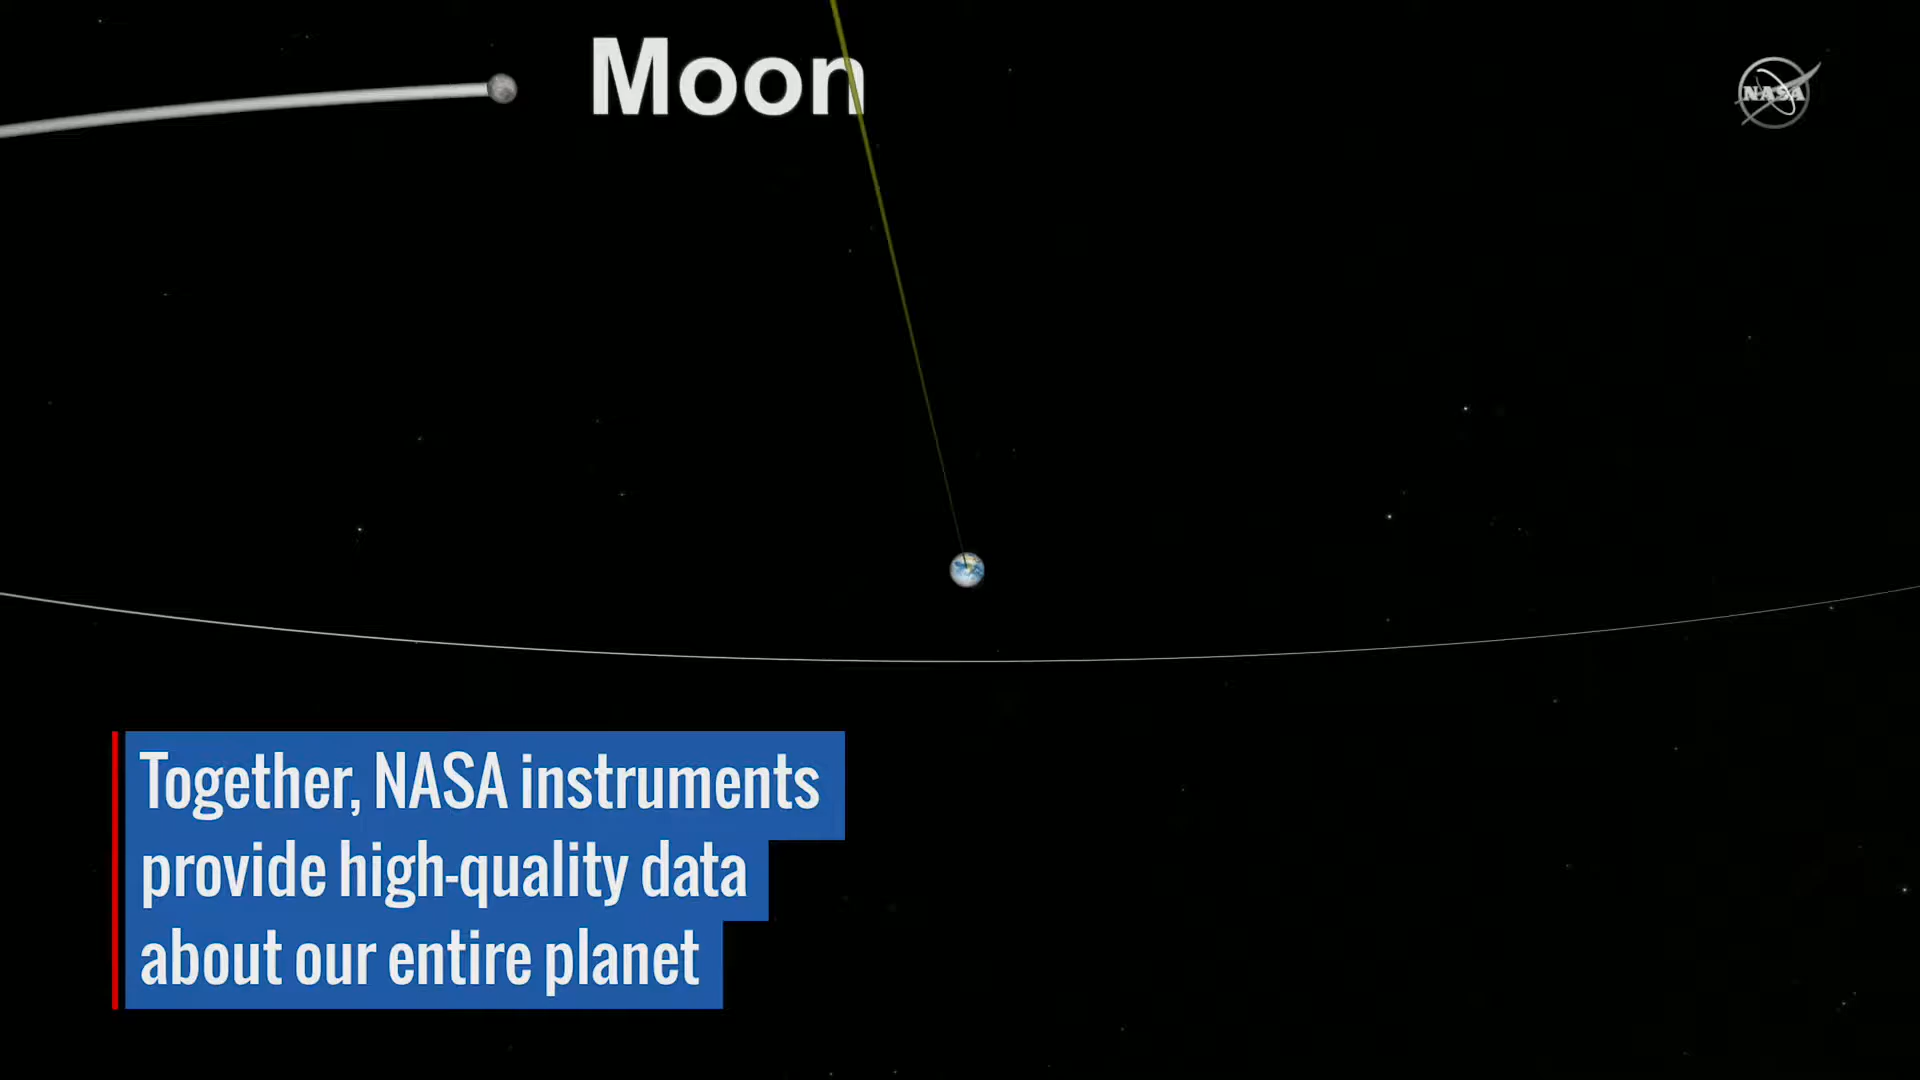 Moon
NASA
Together, NASA instruments
provide high-quality data
about our entire planet